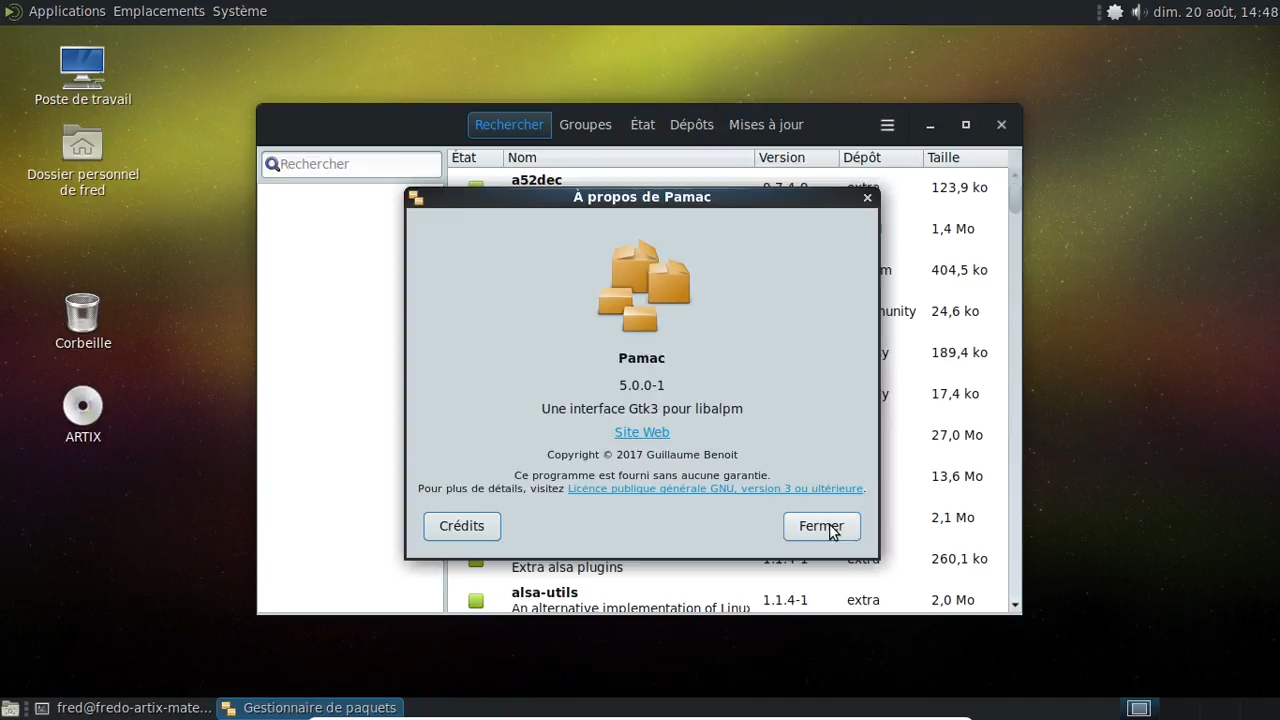 Applications Emplacements Système
dim. 20 août, 14:48
Poste de travail
Dossier personnel
de fred
Corbeille
ARTIX
Rechercher Groupes État Dépôts Mises à jour
Rechercher
État Nom Version Dépôt Taille
a52dec
123,9 ko
1,4 Mo
404,5 ko
24,6 ko
189,4 ko
17,4 ko
27,0 Mo
13,6 Mo
2,1 Mo
260,1 ko
Extra alsa plugins
alsa-utils 1.1.4-1 extra 2,0 Mo
An alternative implementation of Linux
À propos de Pamac
Pamac
5.0.0-1
Une interface Gtk3 pour libalpm
Site Web
Copyright © 2017 Guillaume Benoit
Ce programme est fourni sans aucune garantie.
Pour plus de détails, visitez Licence publique générale GNU, version 3 ou ultérieure.
Crédits
Fermer
fred@fredo-artix-mate...
Gestionnaire de paquets